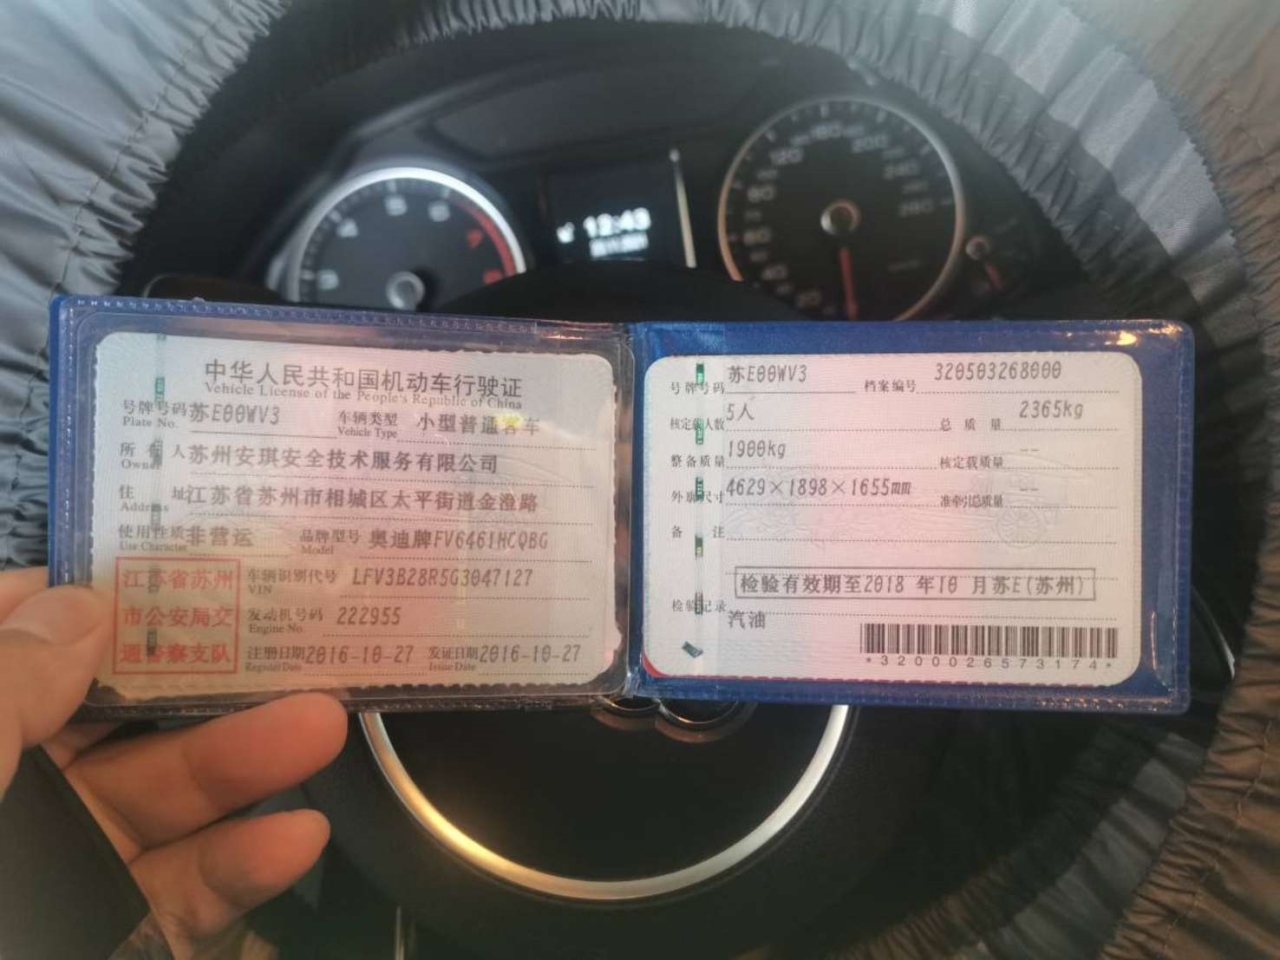 12:43
中华人民共和国机动车行驶证
Vehicle License of the People's Republic of China
号牌号码 苏E00WV3 车辆类型 小型普通客车
Plate No. Vehicle Type
所有人 苏州安琪安全技术服务有限公司
Owner
住址 江苏省苏州市相城区太平街道金澄路
Address
使用性质 非营运 品牌型号 奥迪牌FV6461HCQBG
Use Character Model
江苏省苏州市公安局交通警察支队
车辆识别代号 LFV3B28R5G3047127
VIN
发动机号码 222955
Engine No.
注册日期 2016-10-27 发证日期 2016-10-27
Register Date Issue Date
号牌号码 苏E00WV3 档案编号 320503268000
核定载人数 5人 总质量 2365kg
整备质量 1900kg 核定载质量 --
外廓尺寸 4629×1898×1655mm 准牵引总质量 --
备注
检验有效期至2018 年10 月苏E(苏州)
检验记录
汽油
*3200026573174*